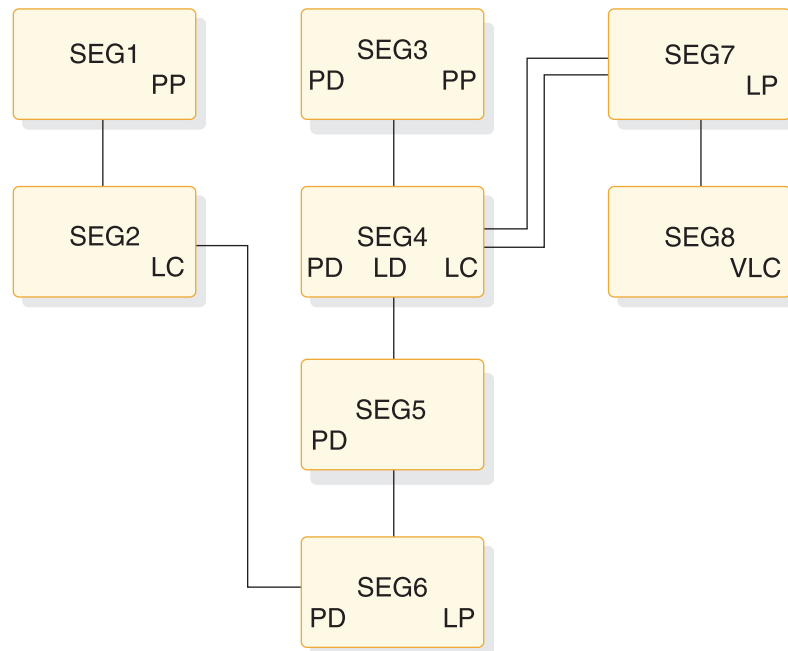 SEG1
PP
SEG3
PD PP
SEG7
LP
SEG2
LC
SEG4
PD LD LC
SEG8
VLC
SEG5
PD
SEG6
PD LP